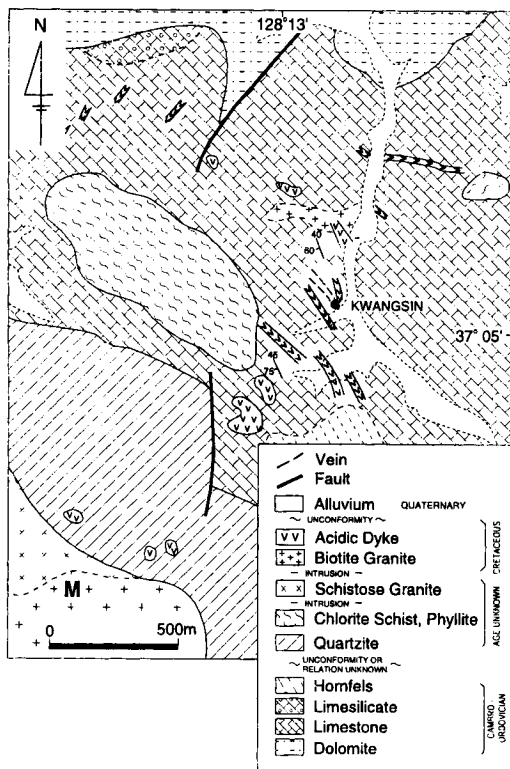 N
128° 13'
40
60
KWANGSIN
37° 05'
45
75
M
0 500m
Vein
Fault
Alluvium QUATERNARY
~ UNCONFORMITY ~
Acidic Dyke
Biotite Granite
CRETACEOUS
– INTRUSION –
Schistose Granite
– INTRUSION –
Chlorite Schist, Phyllite
Quartzite
AGE UNKNOWN
~ UNCONFORMITY OR RELATION UNKNOWN ~
Hornfels
Limesilicate
Limestone
Dolomite
CAMBRO-ORDOVICIAN